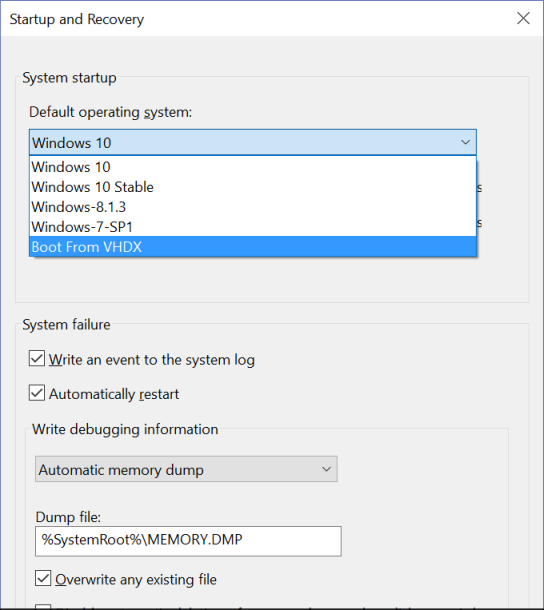 Startup and Recovery
System startup
Default operating system:
Windows 10
Windows 10
Windows 10 Stable
Windows-8.1.3
Windows-7-SP1
Boot From VHDX
System failure
Write an event to the system log
Automatically restart
Write debugging information
Automatic memory dump
Dump file:
%SystemRoot%\MEMORY.DMP
Overwrite any existing file